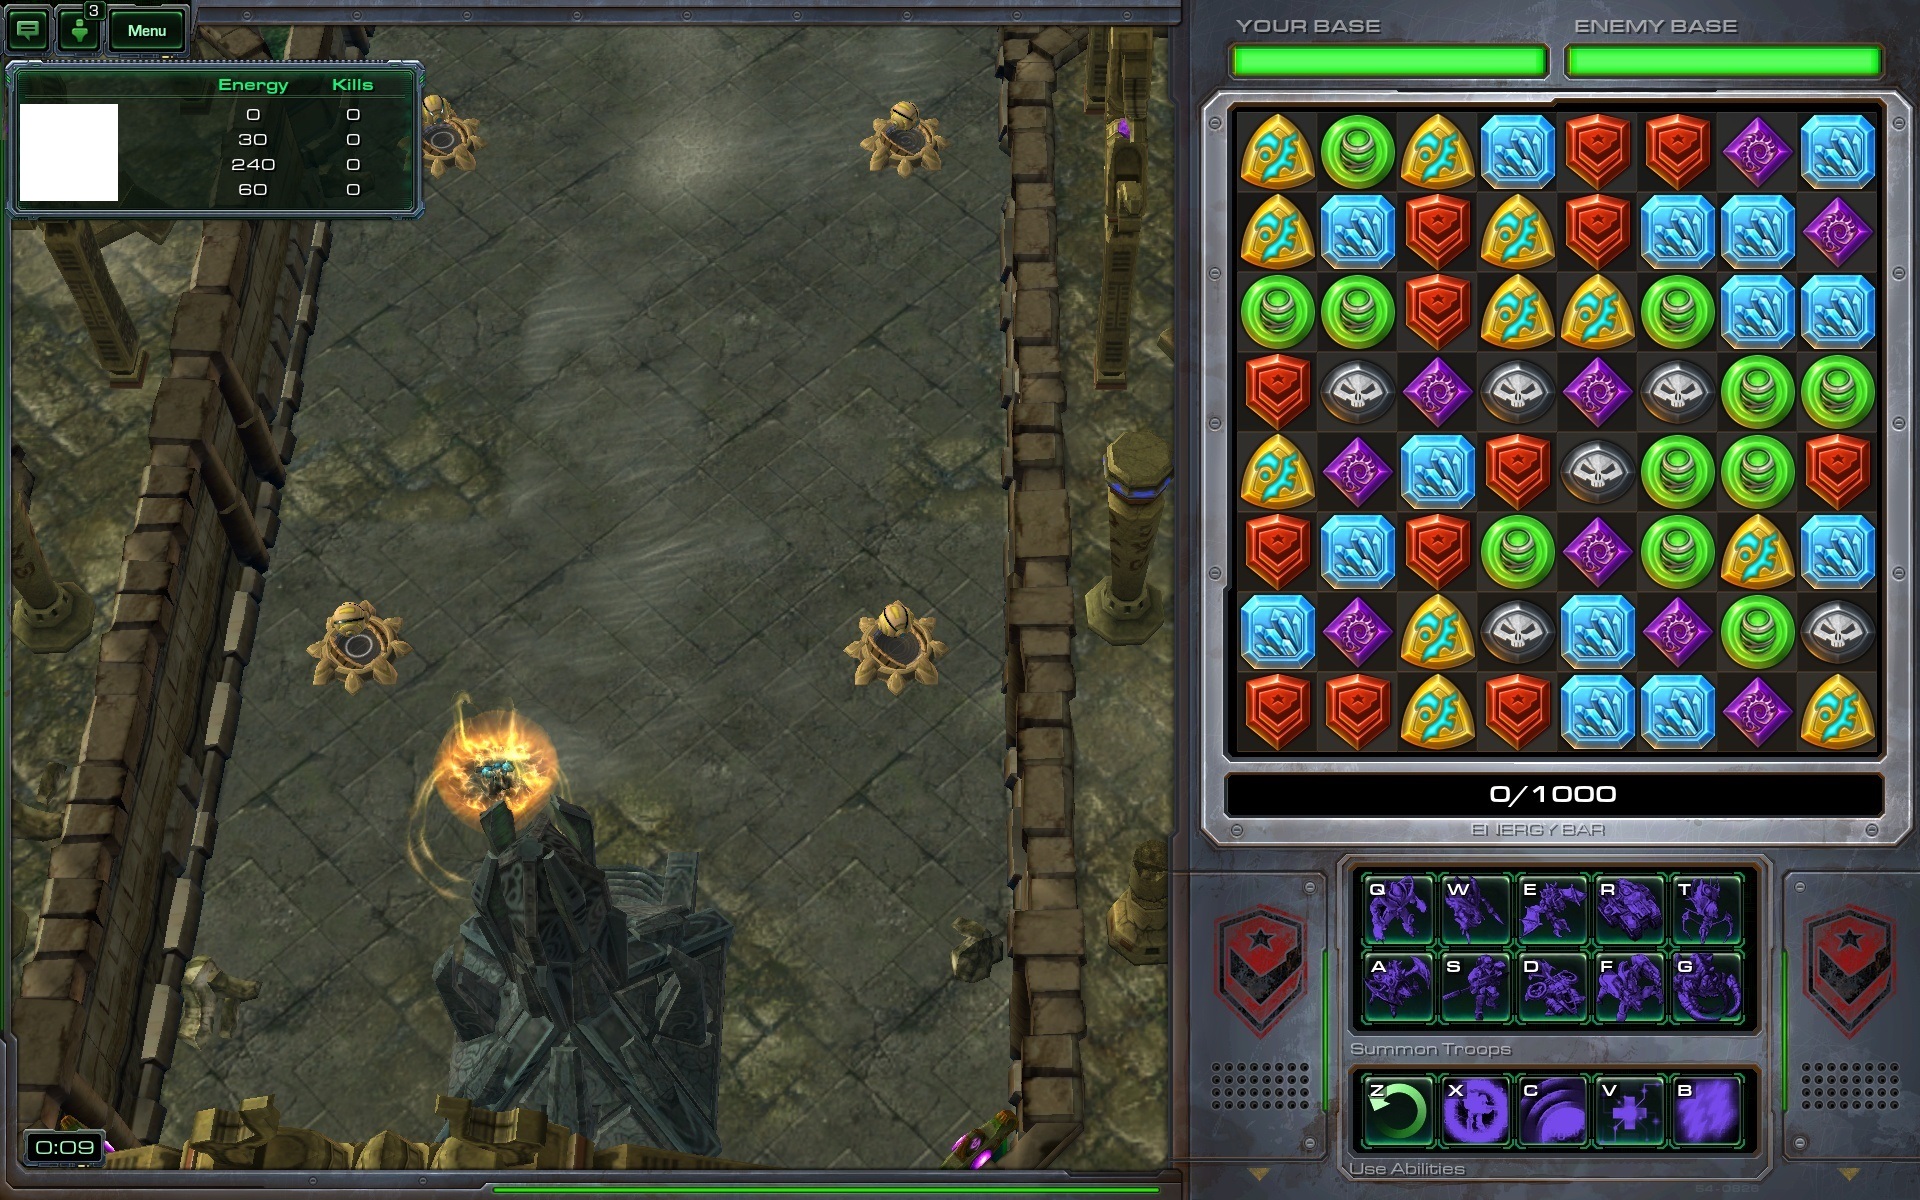 3
Menu
YOUR BASE ENEMY BASE
Energy Kills
0 0
30 0
240 0
60 0
0/1000
ENERGY BAR
Q W E R T
A S D F G
Summon Troops
Z X C V B
0:09
Use Abilities